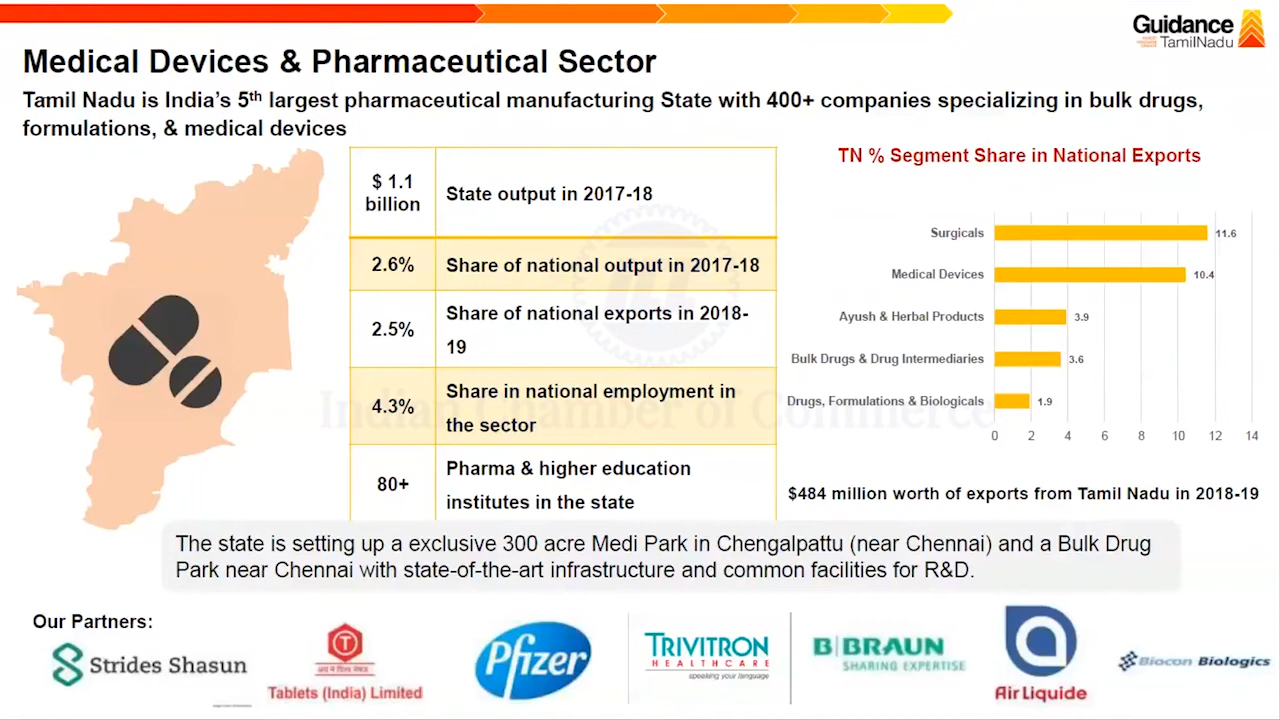 Guidance
TamilNadu
Medical Devices & Pharmaceutical Sector
Tamil Nadu is India's 5th largest pharmaceutical manufacturing State with 400+ companies specializing in bulk drugs,
formulations, & medical devices
$ 1.1
billion
State output in 2017-18
2.6%
Share of national output in 2017-18
2.5%
Share of national exports in 2018-
19
4.3%
Share in national employment in
the sector
80+
Pharma & higher education
institutes in the state
Indian Chamber of Commerce
TN % Segment Share in National Exports
Surgicals 11.6
Medical Devices 10.4
Ayush & Herbal Products 3.9
Bulk Drugs & Drug Intermediaries 3.6
Drugs, Formulations & Biologicals 1.9
0 2 4 6 8 10 12 14
$484 million worth of exports from Tamil Nadu in 2018-19
The state is setting up a exclusive 300 acre Medi Park in Chengalpattu (near Chennai) and a Bulk Drug
Park near Chennai with state-of-the-art infrastructure and common facilities for R&D.
Our Partners:
Strides Shasun
Tablets (India) Limited
Pfizer
TRIVITRON
HEALTHCARE
speaking your language
B|BRAUN
SHARING EXPERTISE
Air Liquide
Biocon Biologics